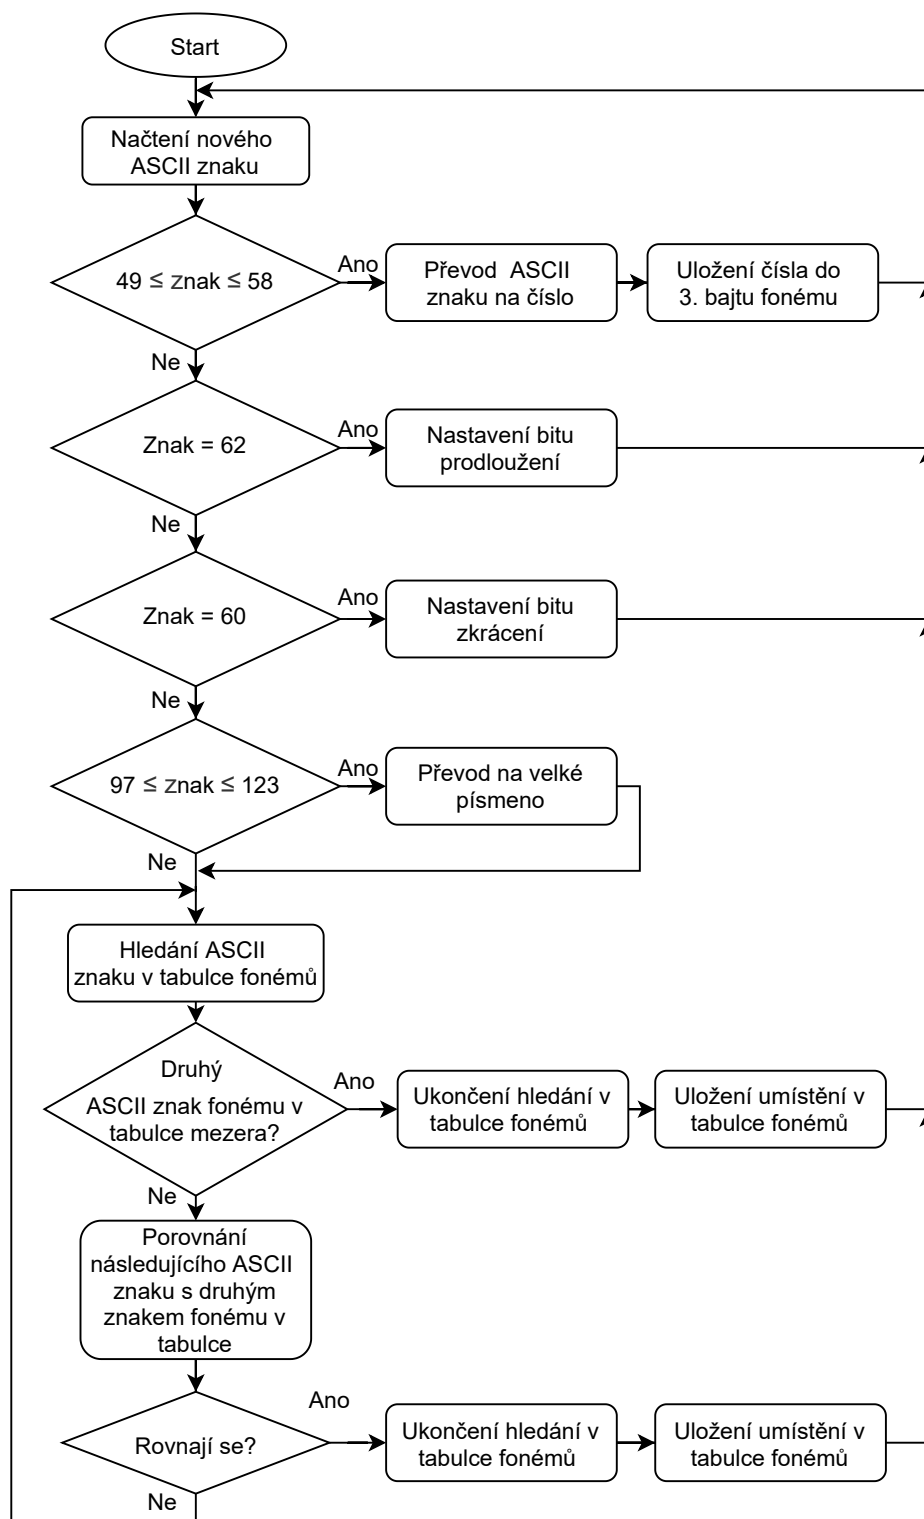 Start
Načtení nového
ASCII znaku
49 ≤ znak ≤ 58
Ano
Převod ASCII
znaku na číslo
Uložení čísla do
3. bajtu fonému
Ne
Znak = 62
Ano
Nastavení bitu
prodloužení
Ne
Znak = 60
Ano
Nastavení bitu
zkrácení
Ne
97 ≤ znak ≤ 123
Ano
Převod na velké
písmeno
Ne
Hledání ASCII
znaku v tabulce fonémů
Druhý
ASCII znak fonému v
tabulce mezera?
Ano
Ukončení hledání v
tabulce fonémů
Uložení umístění v
tabulce fonémů
Ne
Porovnání
následujícího ASCII
znaku s druhým
znakem fonému v
tabulce
Rovnají se?
Ano
Ukončení hledání v
tabulce fonémů
Uložení umístění v
tabulce fonémů
Ne